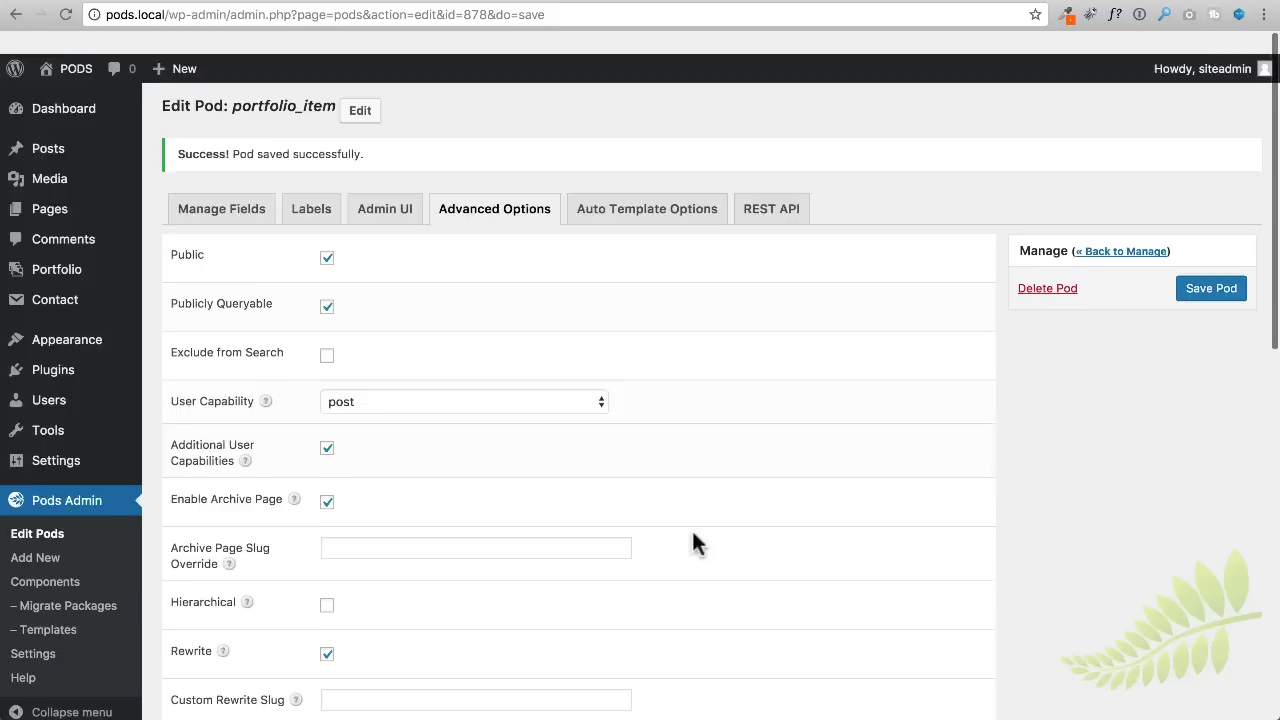 pods.local/wp-admin/admin.php?page=pods&action=edit&id=878&do=save
PODS 0 New Howdy, siteadmin
Dashboard
Posts
Media
Pages
Comments
Portfolio
Contact
Appearance
Plugins
Users
Tools
Settings
Pods Admin
Edit Pods
Add New
Components
– Migrate Packages
– Templates
Settings
Help
Collapse menu
Edit Pod: portfolio_item Edit
Success! Pod saved successfully.
Manage Fields Labels Admin UI Advanced Options Auto Template Options REST API
Public
Publicly Queryable
Exclude from Search
User Capability ? post
Additional User
Capabilities ?
Enable Archive Page ?
Archive Page Slug
Override ?
Hierarchical ?
Rewrite ?
Custom Rewrite Slug ?
Manage (« Back to Manage)
Delete Pod Save Pod